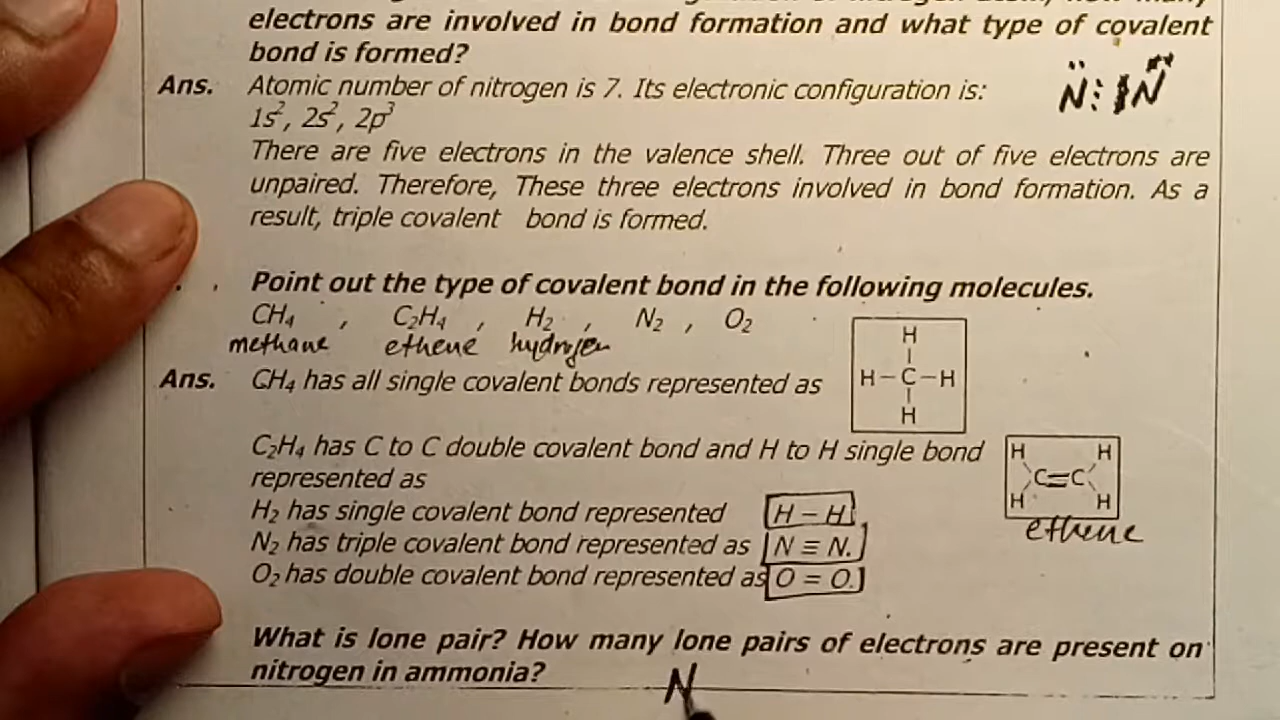 electrons are involved in bond formation and what type of covalent
bond is formed?
Ans. Atomic number of nitrogen is 7. Its electronic configuration is:
N⋮N
1s², 2s², 2p³
There are five electrons in the valence shell. Three out of five electrons are
unpaired. Therefore, These three electrons involved in bond formation. As a
result, triple covalent bond is formed.
Point out the type of covalent bond in the following molecules.
CH₄ , C₂H₄ , H₂ , N₂ , O₂
methane ethene hydrogen
Ans. CH₄ has all single covalent bonds represented as
H
H–C–H
H
C₂H₄ has C to C double covalent bond and H to H single bond
represented as
H H
C=C
H H
ethene
H₂ has single covalent bond represented H – H
N₂ has triple covalent bond represented as N ≡ N.
O₂ has double covalent bond represented as O = O.
What is lone pair? How many lone pairs of electrons are present on
nitrogen in ammonia?
N